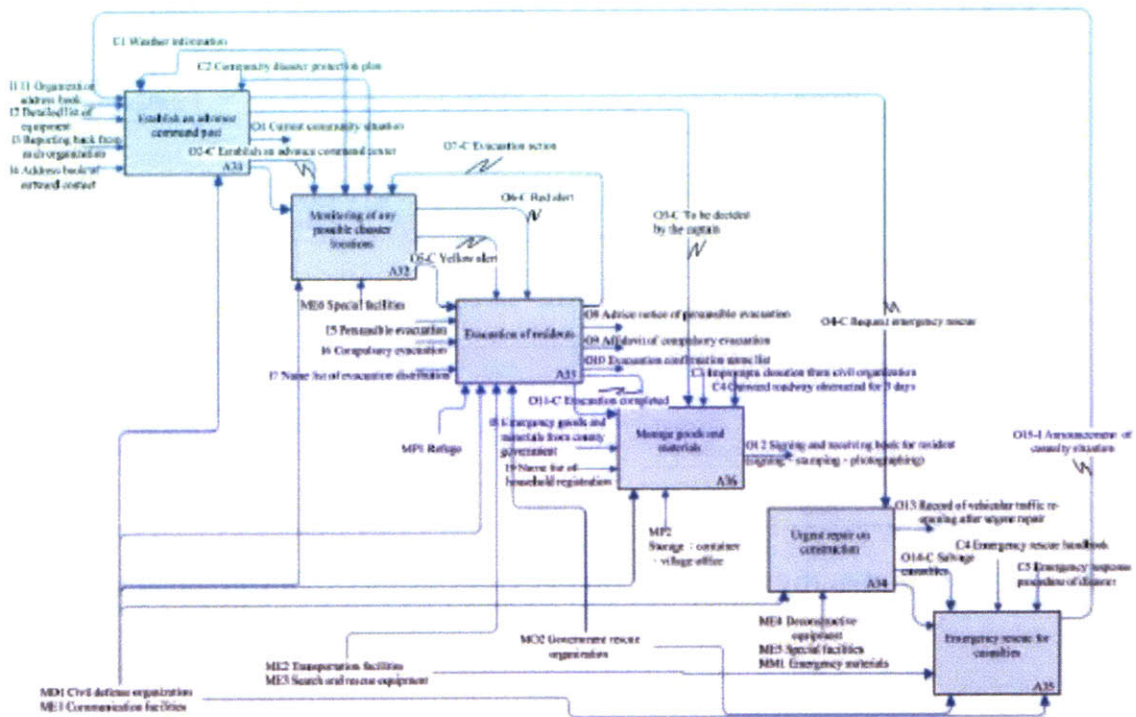 C1 Weather information
C2 Community disaster protection plan
I1 I1 Organization
address book
I2 Detailed list of
equipment
I3 Reporting back from
each organization
I4 Address book of
outward contact
Establish an advance
command post
A31
O1 Current community situation
O2-C Establish an advance command center
O7-C Evacuation action
O6-C Red alert
Monitoring of any
possible disaster
locations
A32
O5-C Yellow alert
O3-C To be decided
by the captain
ME6 Special facilities
I5 Permissible evacuation
I6 Compulsory evacuation
I7 Name list of evacuation distribution
Evacuation of residents
A33
O8 Advice notice of permissible evacuation
O9 Affidavit of compulsory evacuation
O10 Evacuation confirmation name list
O4-C Request emergency rescue
C3 donation from civil organization
C4 Outward roadway obstructed for 3 days
O11-C Evacuation completed
MP1 Refuge
I8 Emergency goods and
materials from county
government
I9 Name list of
household registration
Manage goods and
materials
A36
O12 Signing and receiving book for resident
(signing - stamping - photographing)
O15-I Announcement of
casualty situation
MP2
Storage : container
- village office
Urgent repair on
construction
A34
O13 Record of vehicular traffic re-
opening after urgent repair
C4 Emergency rescue handbook
O14-C Salvage
casualties
C5 Emergency response
procedure of disaster
ME4 Deconstructive
equipment
ME5 Special facilities
MM1 Emergency materials
Emergency rescue for
casualties
A35
MO2 Government rescue
organization
ME2 Transportation facilities
ME3 Search and rescue equipment
MO1 Civil defense organization
ME1 Communication facilities